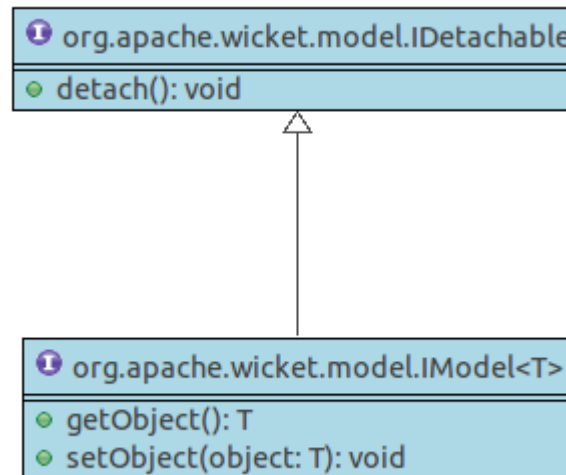 I org.apache.wicket.model.IDetachable
detach(): void
I org.apache.wicket.model.IModel<T>
getObject(): T
setObject(object: T): void